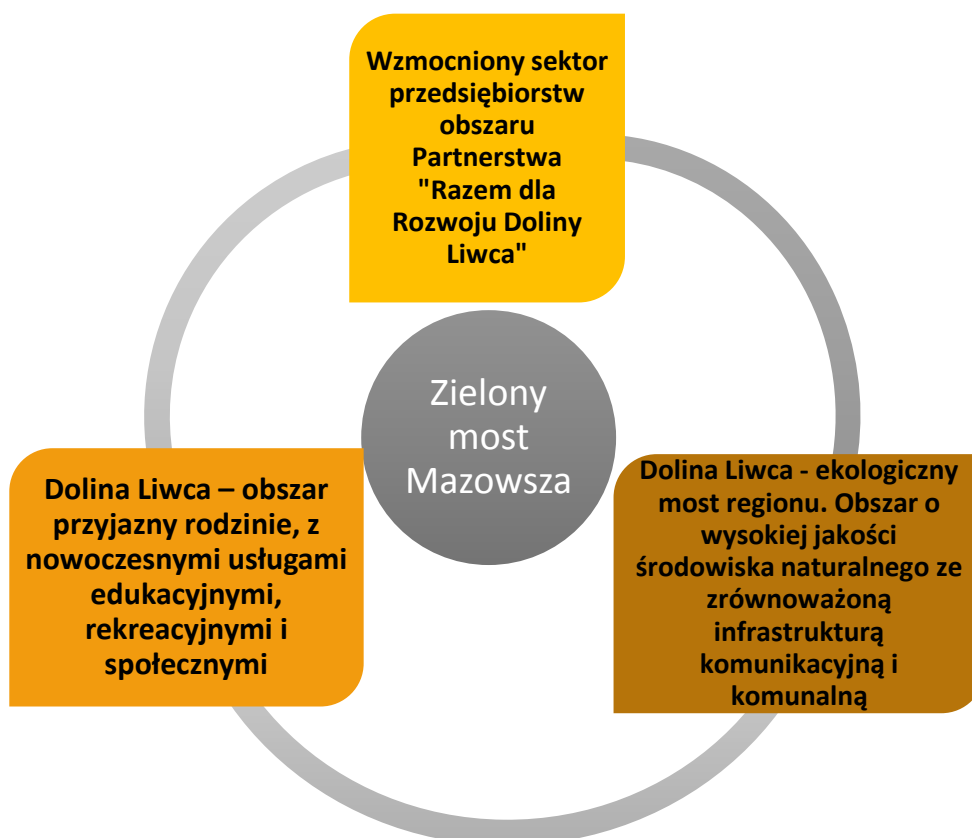 Wzmocniony sektor
przedsiębiorstw
obszaru
Partnerstwa
"Razem dla
Rozwoju Doliny
Liwca"
Zielony
most
Mazowsza
Dolina Liwca – obszar
przyjazny rodzinie, z
nowoczesnymi usługami
edukacyjnymi,
rekreacyjnymi i
społecznymi
Dolina Liwca - ekologiczny
most regionu. Obszar o
wysokiej jakości
środowiska naturalnego ze
zrównoważoną
infrastrukturą
komunikacyjną i
komunalną